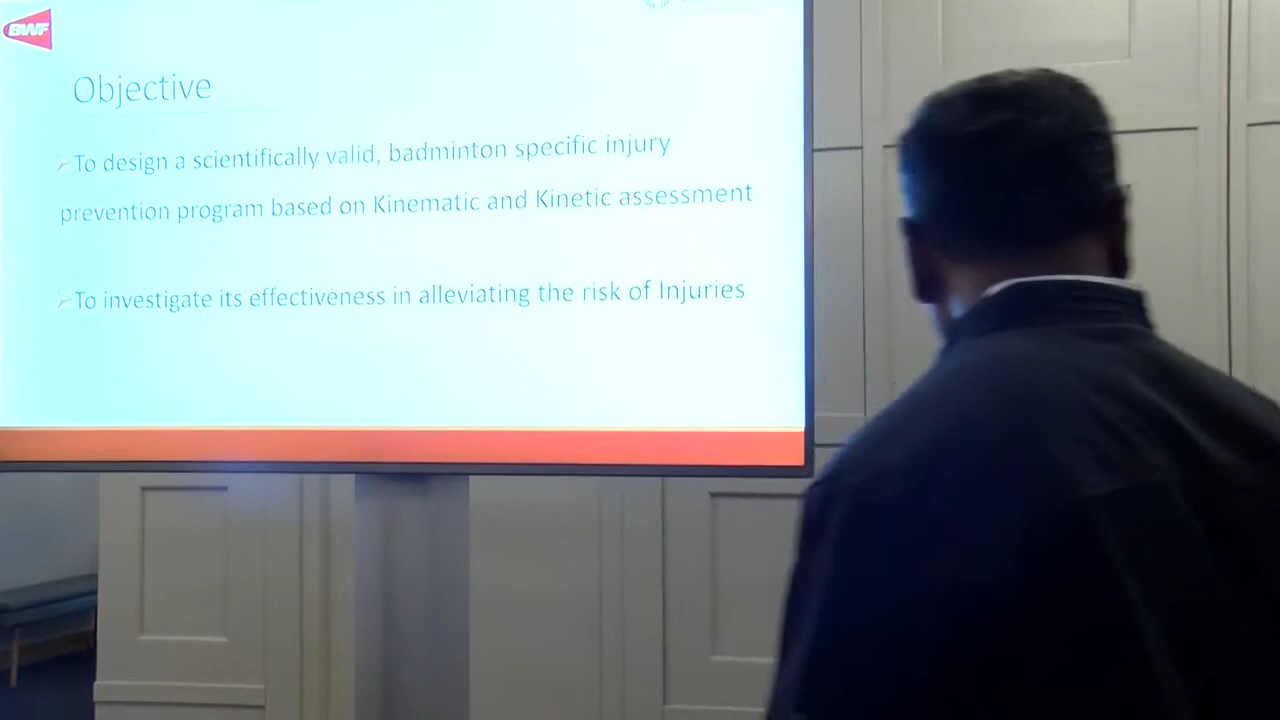 BWF
Objective
➢To design a scientifically valid, badminton specific injury
prevention program based on Kinematic and Kinetic assessment
➢To investigate its effectiveness in alleviating the risk of Injuries